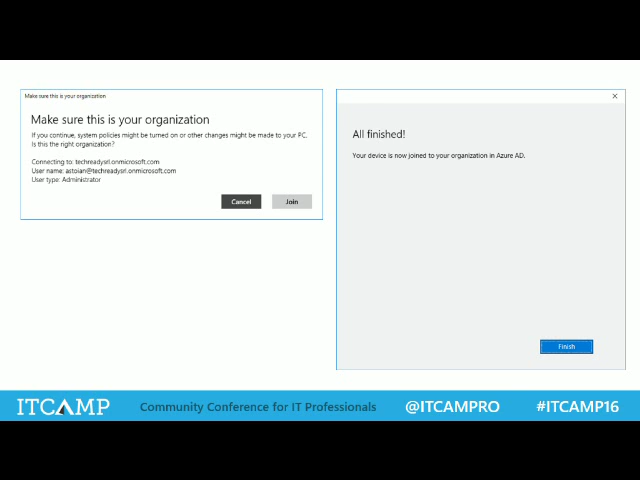 Make sure this is your organization
Make sure this is your organization
If you continue, system policies might be turned on or other changes might be made to your PC.
Is this the right organization?
Connecting to: techreadysrl.onmicrosoft.com
User name: astoian@techreadysrl.onmicrosoft.com
User type: Administrator
Cancel
Join
All finished!
Your device is now joined to your organization in Azure AD.
Finish
ITCAMP
Community Conference for IT Professionals
@ITCAMPRO
#ITCAMP16